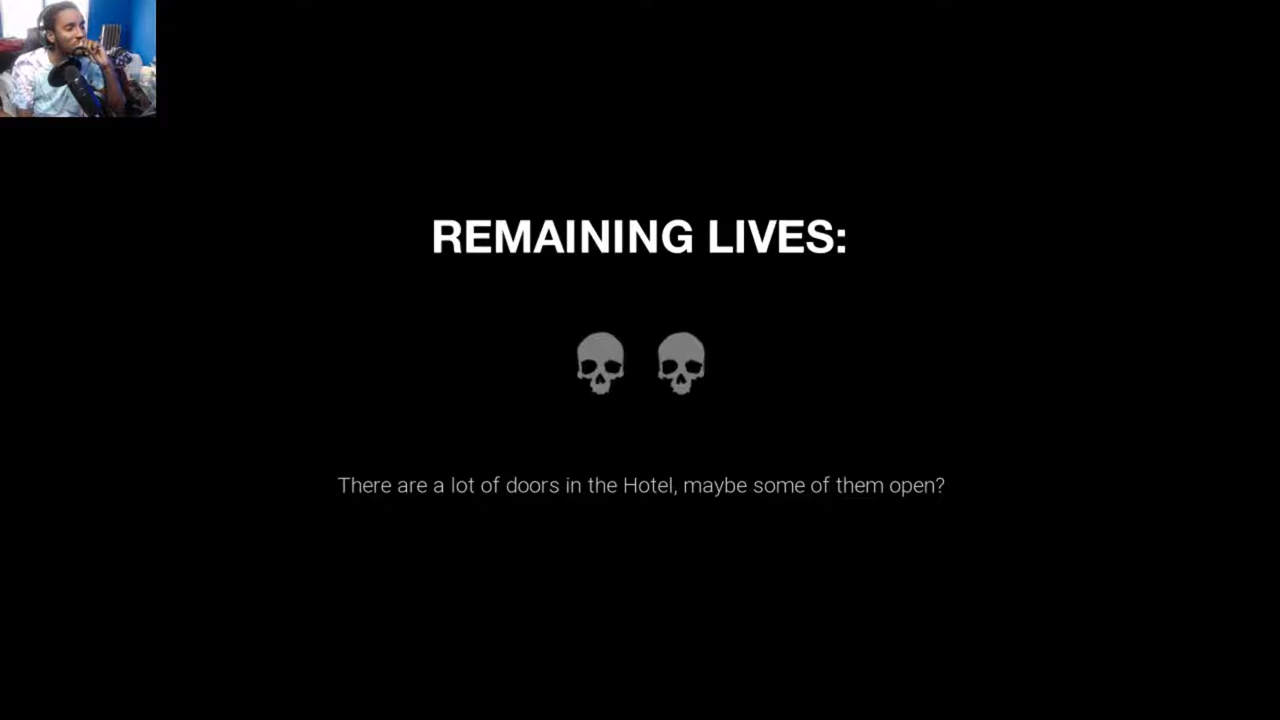 REMAINING LIVES:
There are a lot of doors in the Hotel, maybe some of them open?